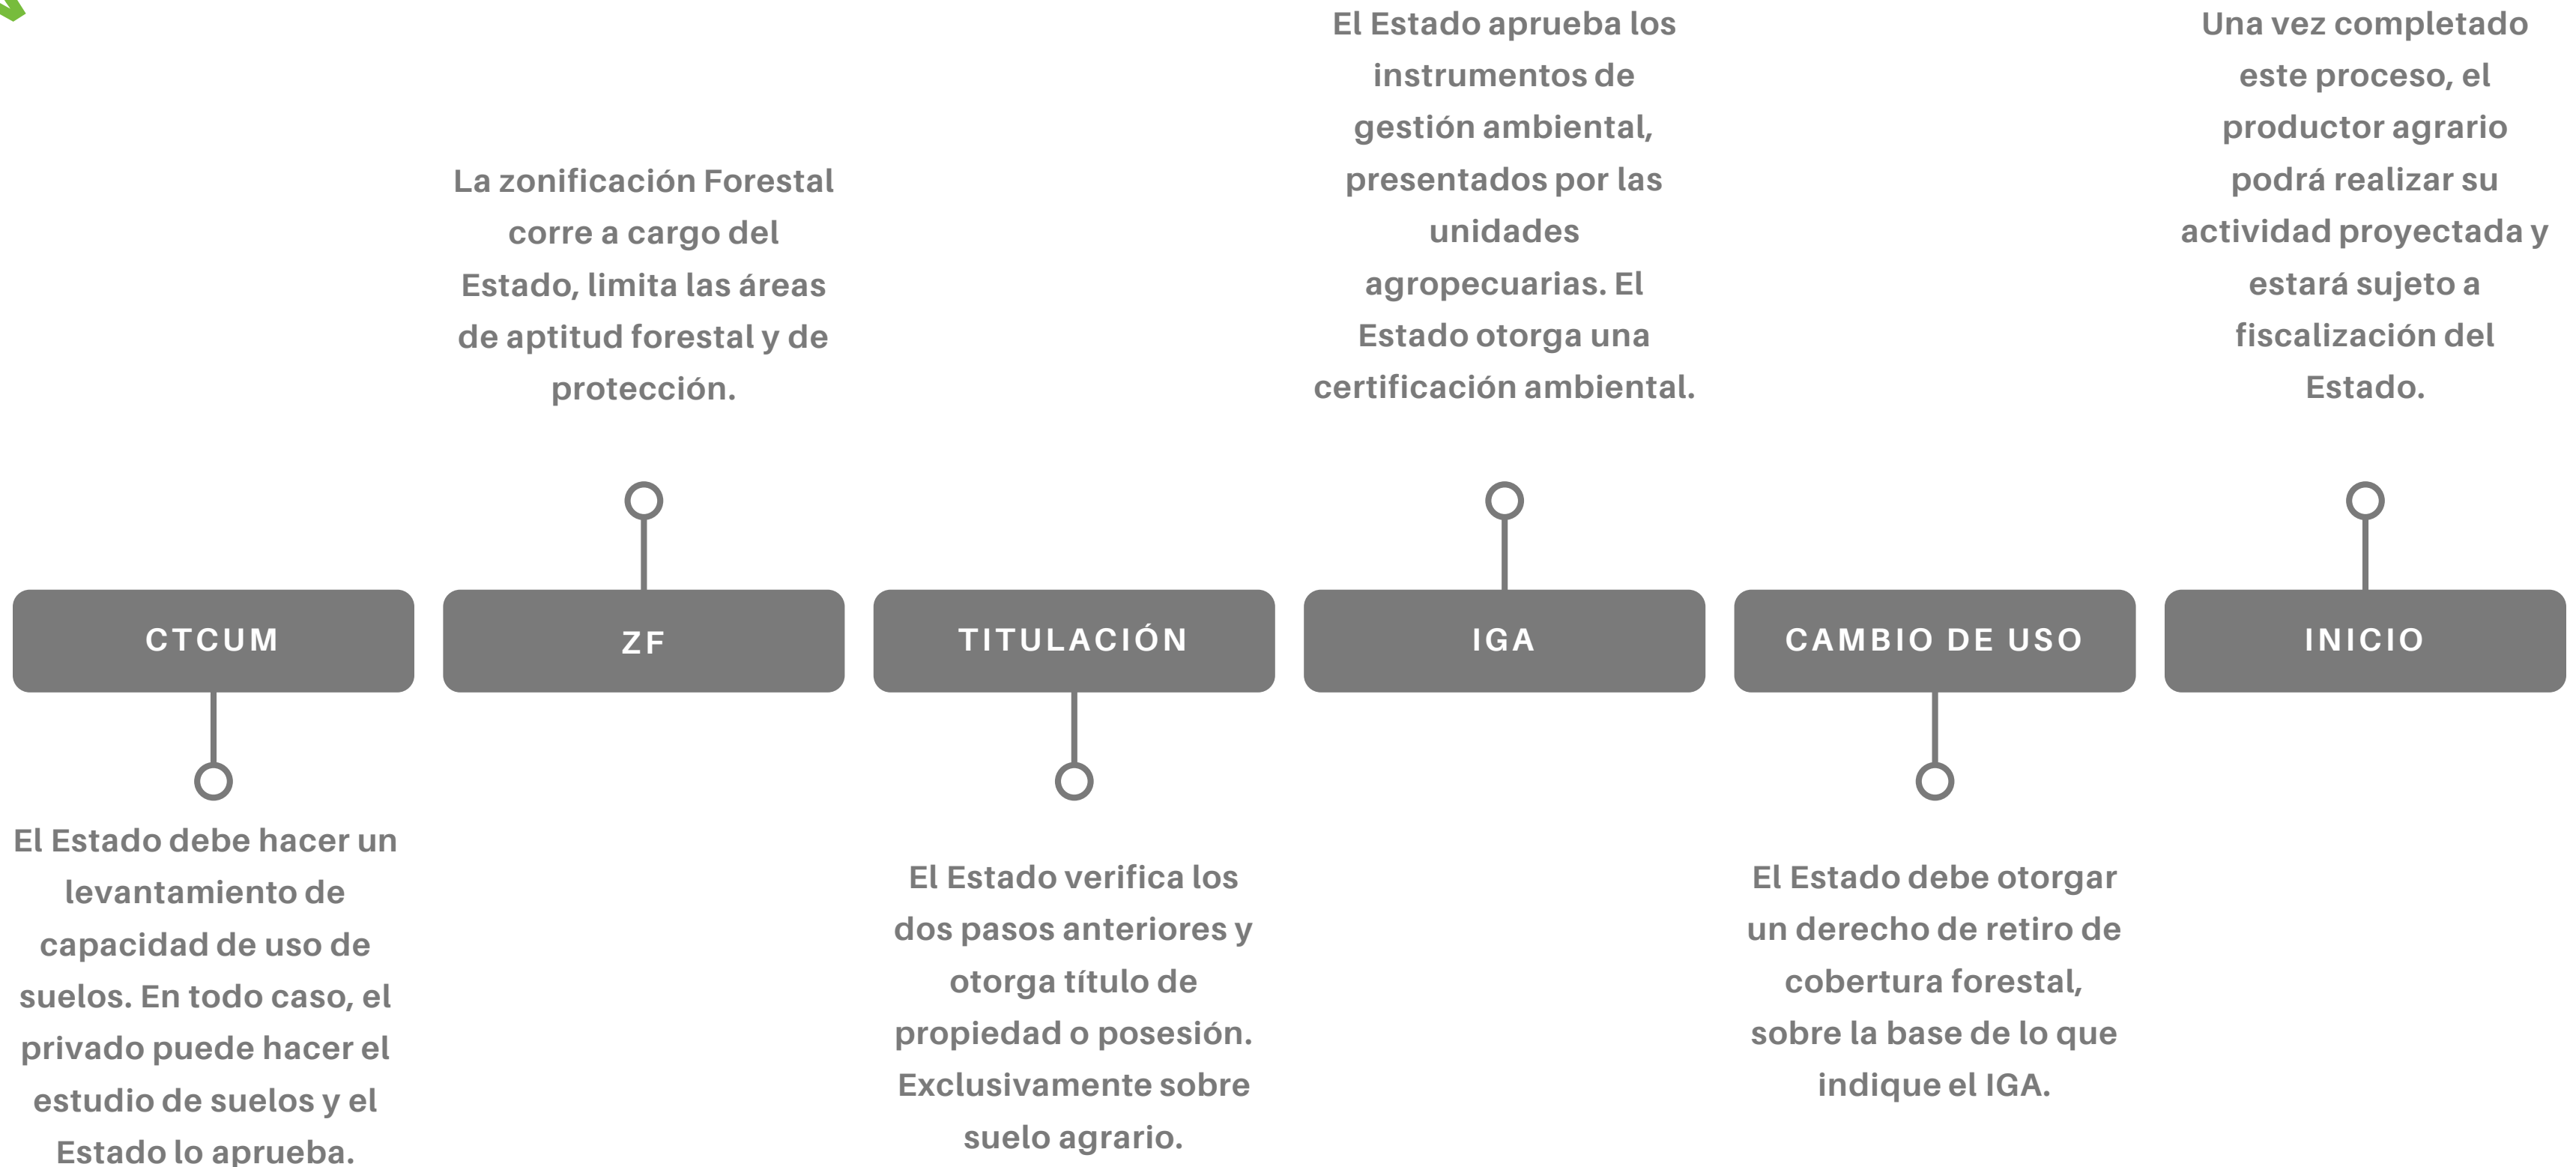 CTCUM
El Estado debe hacer un
levantamiento de
capacidad de uso de
suelos. En todo caso, el
privado puede hacer el
estudio de suelos y el
Estado lo aprueba.
La zonificación Forestal
corre a cargo del
Estado, limita las áreas
de aptitud forestal y de
protección.
ZF
TITULACIÓN
El Estado verifica los
dos pasos anteriores y
otorga título de
propiedad o posesión.
Exclusivamente sobre
suelo agrario.
El Estado aprueba los
instrumentos de
gestión ambiental,
presentados por las
unidades
agropecuarias. El
Estado otorga una
certificación ambiental.
IGA
CAMBIO DE USO
El Estado debe otorgar
un derecho de retiro de
cobertura forestal,
sobre la base de lo que
indique el IGA.
Una vez completado
este proceso, el
productor agrario
podrá realizar su
actividad proyectada y
estará sujeto a
fiscalización del
Estado.
INICIO